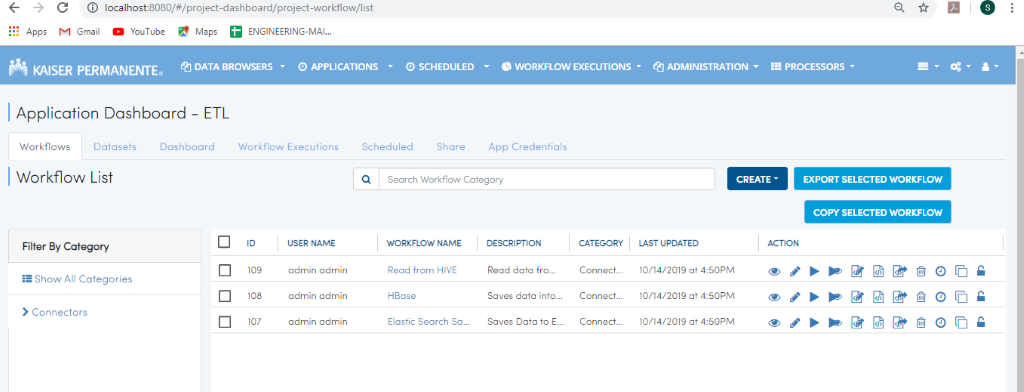 localhost:8080/#/project-dashboard/project-workflow/list
S
Apps Gmail YouTube Maps ENGINEERING-MAI...
KAISER PERMANENTE® DATA BROWSERS APPLICATIONS SCHEDULED WORKFLOW EXECUTIONS ADMINISTRATION PROCESSORS
Application Dashboard - ETL
Workflows Datasets Dashboard Workflow Executions Scheduled Share App Credentials
Workflow List
Search Workflow Category
CREATE EXPORT SELECTED WORKFLOW
COPY SELECTED WORKFLOW
Filter By Category
Show All Categories
Connectors
ID USER NAME WORKFLOW NAME DESCRIPTION CATEGORY LAST UPDATED ACTION
109 admin admin Read from HIVE Read data fro... Connect... 10/14/2019 at 4:50PM
108 admin admin HBase Saves data into... Connect... 10/14/2019 at 4:50PM
107 admin admin Elastic Search Sa... Saves Data to E... Connect... 10/14/2019 at 4:50PM